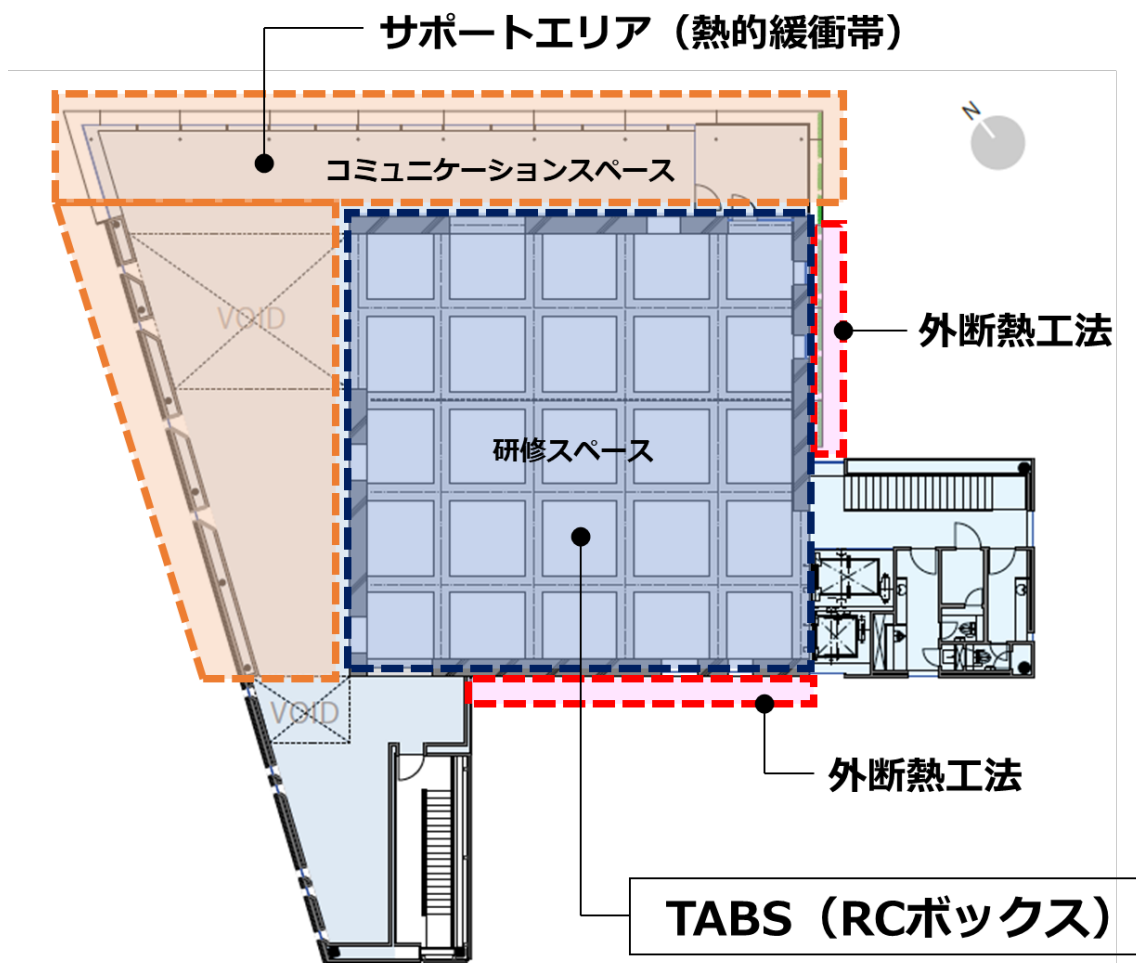 サポートエリア（熱的緩衝帯）
N
コミュニケーションスペース
VOID
外断熱工法
研修スペース
VOID
外断熱工法
TABS（RCボックス）